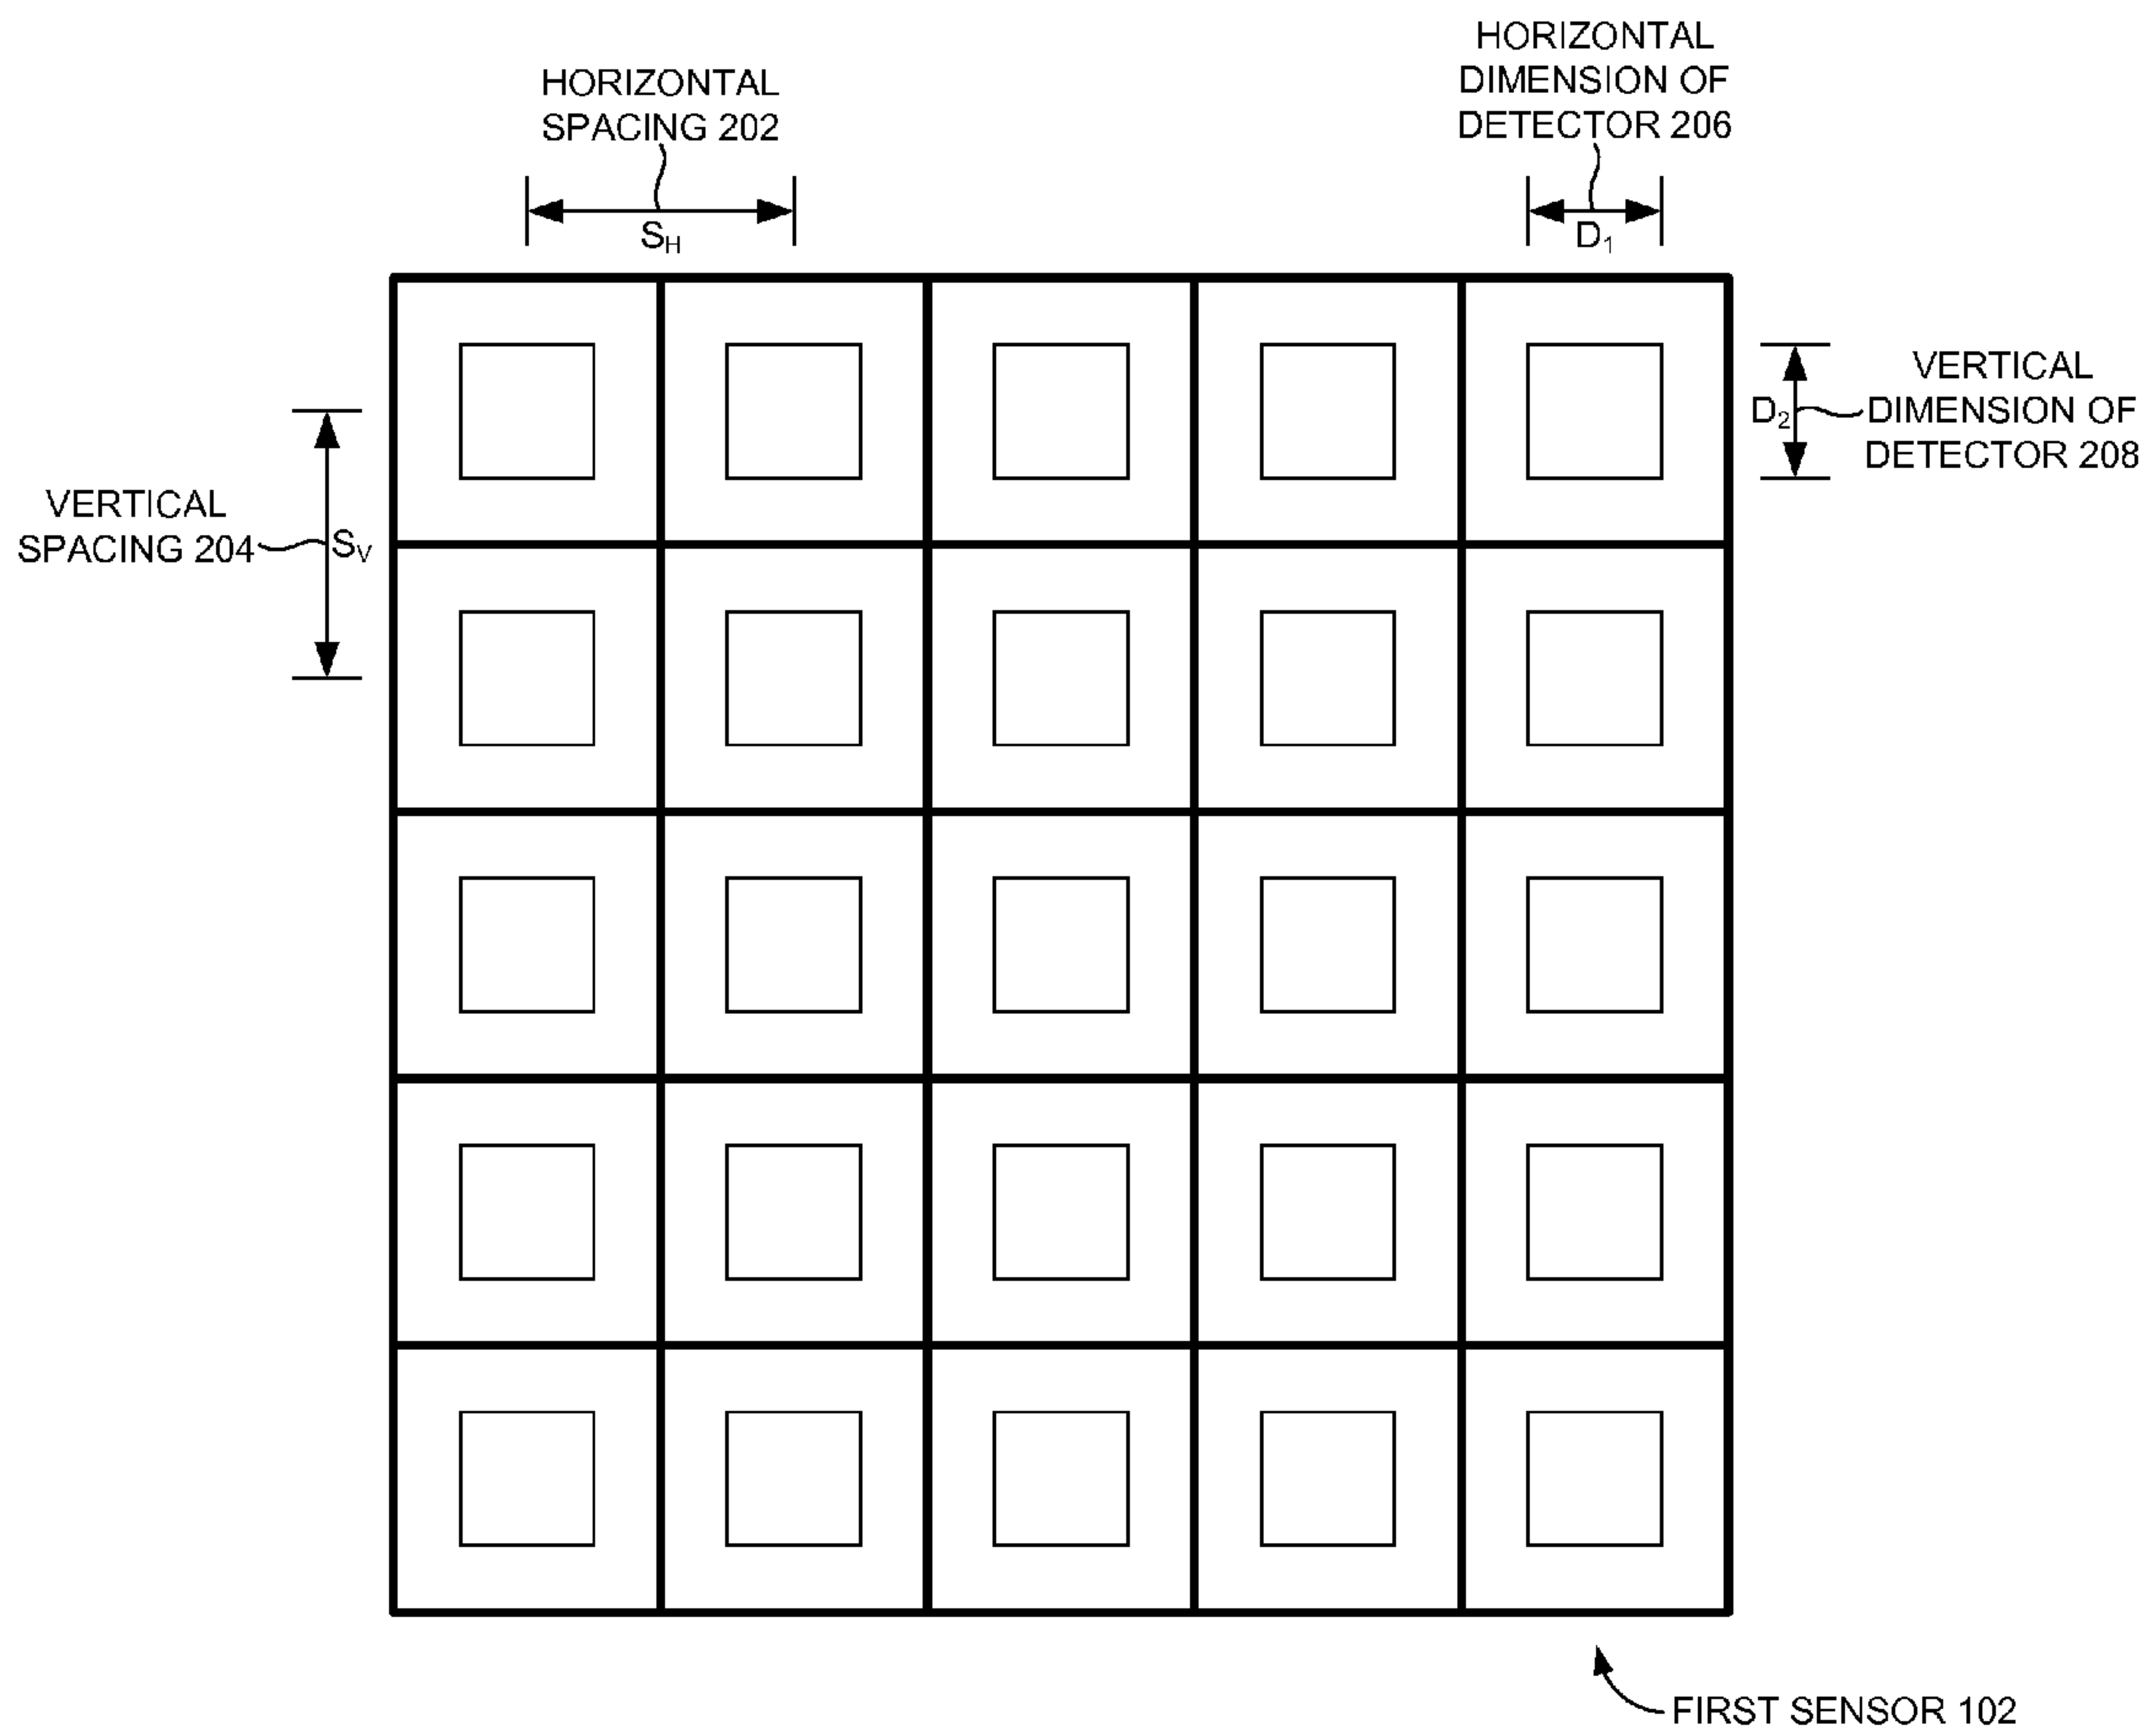 HORIZONTAL
SPACING 202
S_H
HORIZONTAL
DIMENSION OF
DETECTOR 206
D_1
VERTICAL
SPACING 204
S_V
D_2
VERTICAL
DIMENSION OF
DETECTOR 208
FIRST SENSOR 102